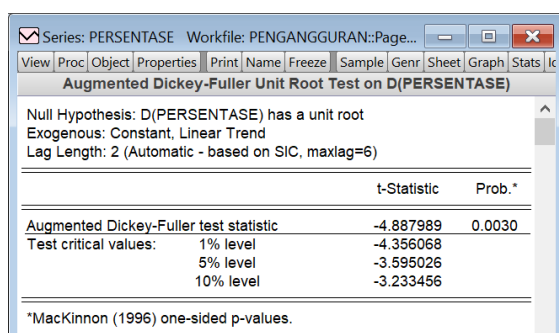 Series: PERSENTASE Workfile: PENGANGGURAN::Page...
View Proc Object Properties Print Name Freeze Sample Genr Sheet Graph Stats
Augmented Dickey-Fuller Unit Root Test on D(PERSENTASE)
Null Hypothesis: D(PERSENTASE) has a unit root
Exogenous: Constant, Linear Trend
Lag Length: 2 (Automatic - based on SIC, maxlag=6)
t-Statistic Prob.*
Augmented Dickey-Fuller test statistic -4.887989 0.0030
Test critical values: 1% level -4.356068
5% level -3.595026
10% level -3.233456
*MacKinnon (1996) one-sided p-values.